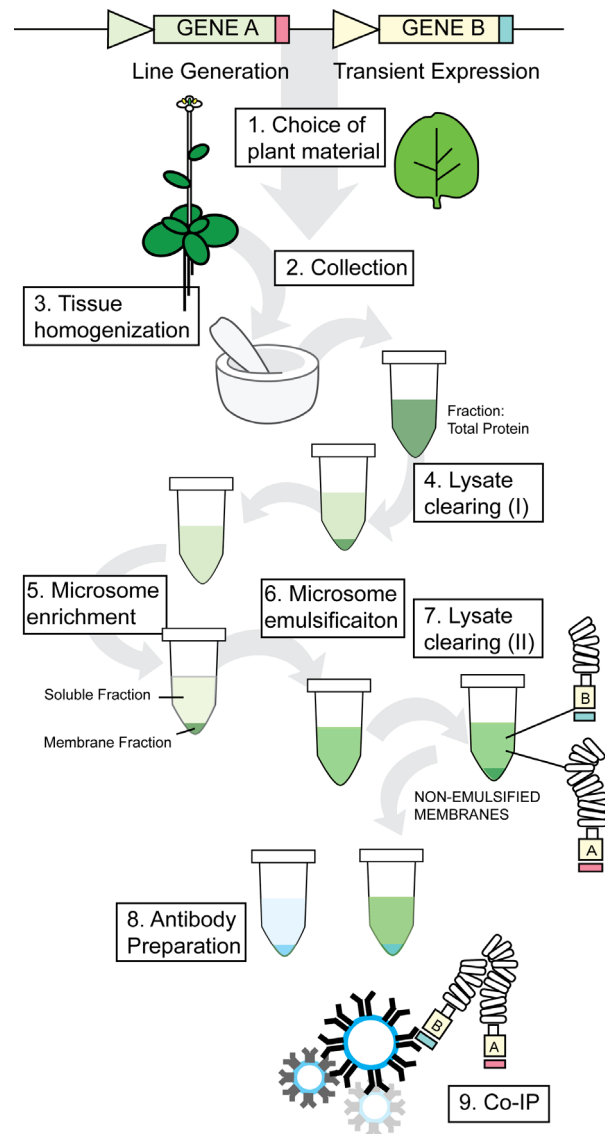 GENE A
GENE B
Line Generation
Transient Expression
1. Choice of
plant material
2. Collection
3. Tissue
homogenization
Fraction:
Total Protein
4. Lysate
clearing (I)
5. Microsome
enrichment
6. Microsome
emulsificaiton
7. Lysate
clearing (II)
B
Soluble Fraction
Membrane Fraction
NON-EMULSIFIED
MEMBRANES
A
8. Antibody
Preparation
B
A
9. Co-IP